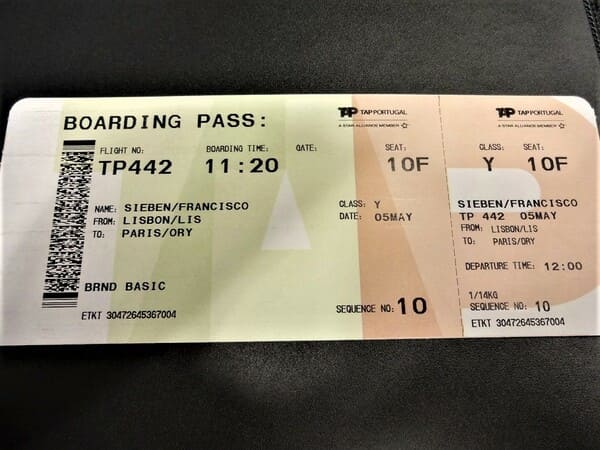 BOARDING PASS:
TAP TAP PORTUGAL
A STAR ALLIANCE MEMBER
FLIGHT NO: BOARDING TIME: GATE: SEAT:
TP442 11:20 10F
NAME: SIEBEN/FRANCISCO CLASS: Y
FROM: LISBON/LIS DATE: 05MAY
TO: PARIS/ORY
BRND BASIC
SEQUENCE NO: 10
ETKT 30472645367004
TAP TAP PORTUGAL
A STAR ALLIANCE MEMBER
CLASS: SEAT:
Y 10F
SIEBEN/FRANCISCO
TP 442 05MAY
FROM: LISBON/LIS
TO: PARIS/ORY
DEPARTURE TIME: 12:00
1/14KG
SEQUENCE NO: 10
ETKT 30472645367004